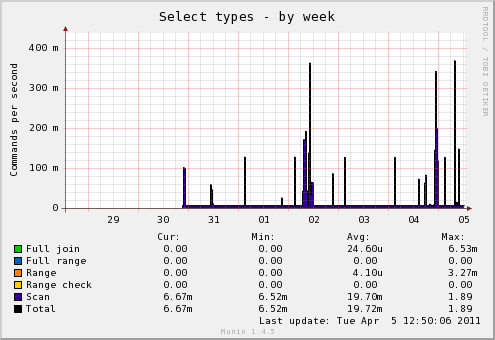 Select types - by week
RRDTOOL / TOBI OETIKER
Commands per second
400 m
300 m
200 m
100 m
0
29 30 31 01 02 03 04 05
Cur: Min: Avg: Max:
Full join 0.00 0.00 24.60u 6.53m
Full range 0.00 0.00 0.00 0.00
Range 0.00 0.00 4.10u 3.27m
Range check 0.00 0.00 0.00 0.00
Scan 6.67m 6.52m 19.70m 1.89
Total 6.67m 6.52m 19.72m 1.89
Last update: Tue Apr 5 12:50:06 2011
Munin 1.4.5